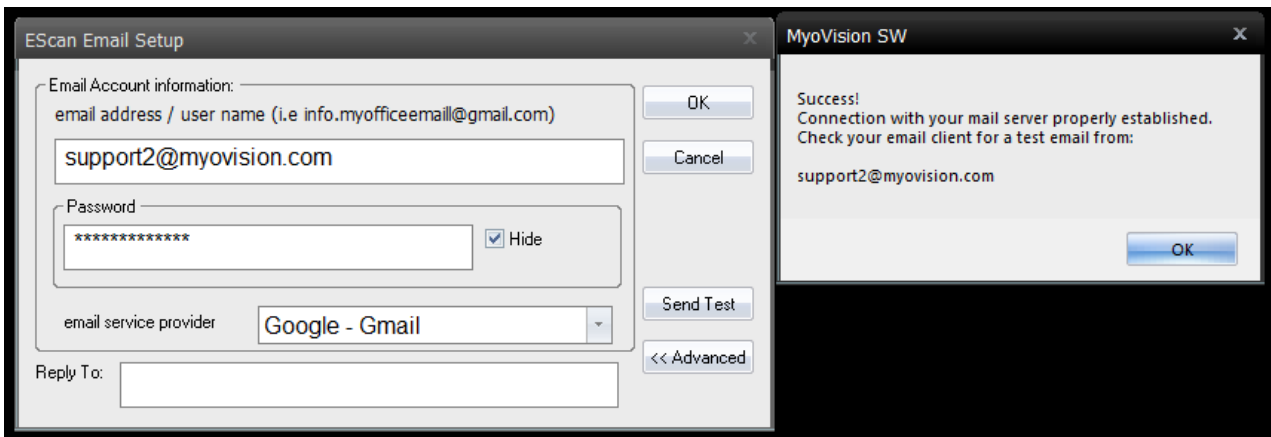 EScan Email Setup
x
Email Account information:
email address / user name (i.e info.myofficeemaill@gmail.com)
support2@myovision.com
Password
*************
Hide
email service provider
Google - Gmail
Reply To:
OK
Cancel
Send Test
<< Advanced
MyoVision SW
x
Success!
Connection with your mail server properly established.
Check your email client for a test email from:
support2@myovision.com
OK